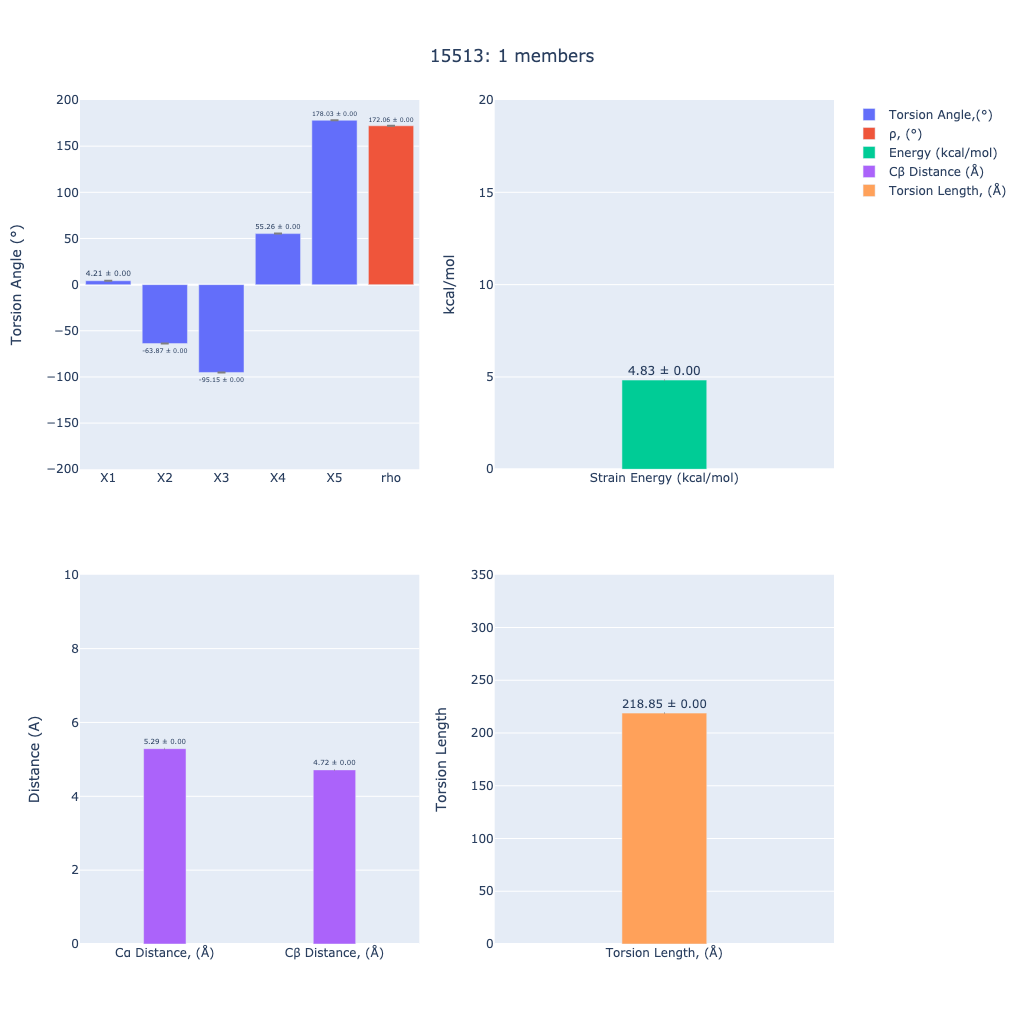 15513: 1 members
Torsion Angle (°)
200
150
100
50
0
−50
−100
−150
−200
4.21 ± 0.00
-63.87 ± 0.00
-95.15 ± 0.00
55.26 ± 0.00
178.03 ± 0.00
172.06 ± 0.00
X1 X2 X3 X4 X5 rho
kcal/mol
20
15
10
5
0
4.83 ± 0.00
Strain Energy (kcal/mol)
Torsion Angle,(°)
ρ, (°)
Energy (kcal/mol)
Cβ Distance (Å)
Torsion Length, (Å)
Distance (A)
10
8
6
4
2
0
5.29 ± 0.00
4.72 ± 0.00
Cα Distance, (Å) Cβ Distance, (Å)
Torsion Length
350
300
250
200
150
100
50
0
218.85 ± 0.00
Torsion Length, (Å)